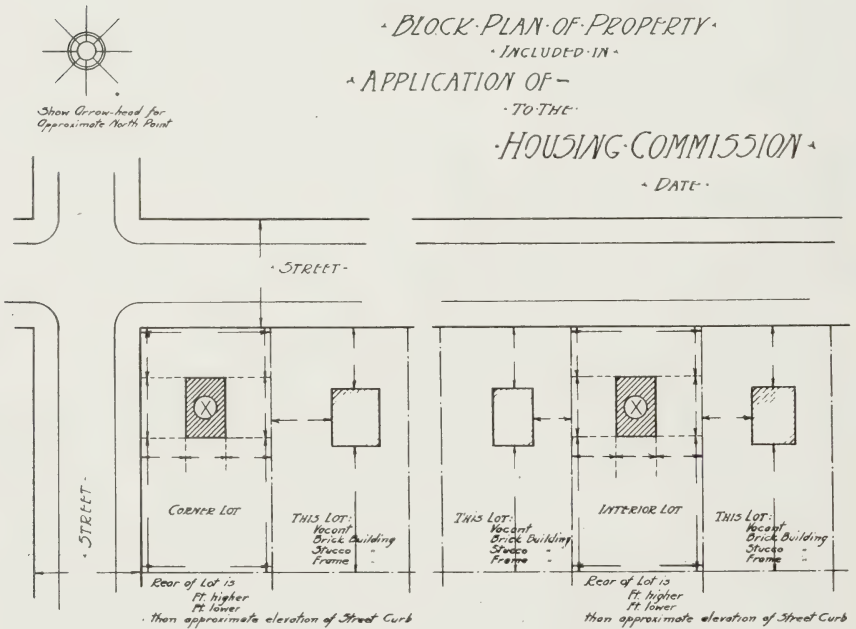 · BLOCK·PLAN·OF·PROPERTY·
· INCLUDED·IN ·
· APPLICATION OF –
· TO·THE·
· HOUSING·COMMISSION ·
· DATE ·
Show Arrow-head for
Approximate North Point
· STREET ·
· STREET ·
X
X
CORNER LOT
THIS LOT:
Vacant
Brick Building
Stucco "
Frame "
THIS LOT:
Vacant
Brick Building
Stucco "
Frame "
INTERIOR LOT
THIS LOT:
Vacant
Brick Building
Stucco "
Frame "
Rear of Lot is
Ft. higher
Ft. lower
than approximate elevation of Street Curb
Rear of Lot is
Ft. higher
Ft. lower
than approximate elevation of Street Curb